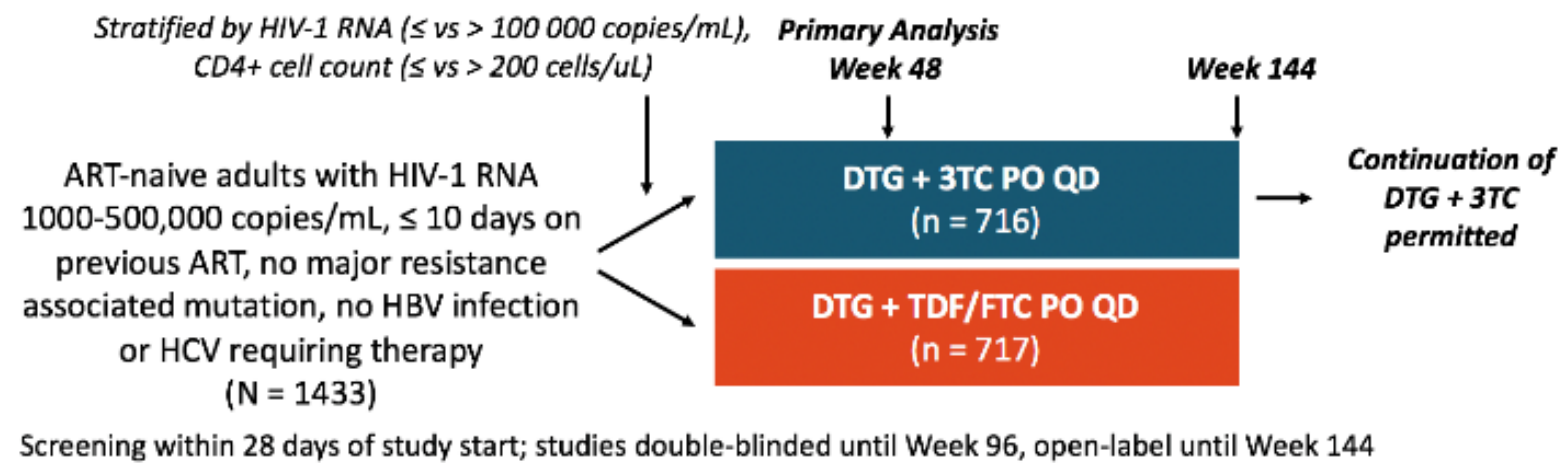 Stratified by HIV-1 RNA (≤ vs > 100 000 copies/mL),
CD4+ cell count (≤ vs > 200 cells/uL)
Primary Analysis
Week 48
Week 144
ART-naive adults with HIV-1 RNA
1000-500,000 copies/mL, ≤ 10 days on
previous ART, no major resistance
associated mutation, no HBV infection
or HCV requiring therapy
(N = 1433)
DTG + 3TC PO QD
(n = 716)
DTG + TDF/FTC PO QD
(n = 717)
Continuation of
DTG + 3TC
permitted
Screening within 28 days of study start; studies double-blinded until Week 96, open-label until Week 144